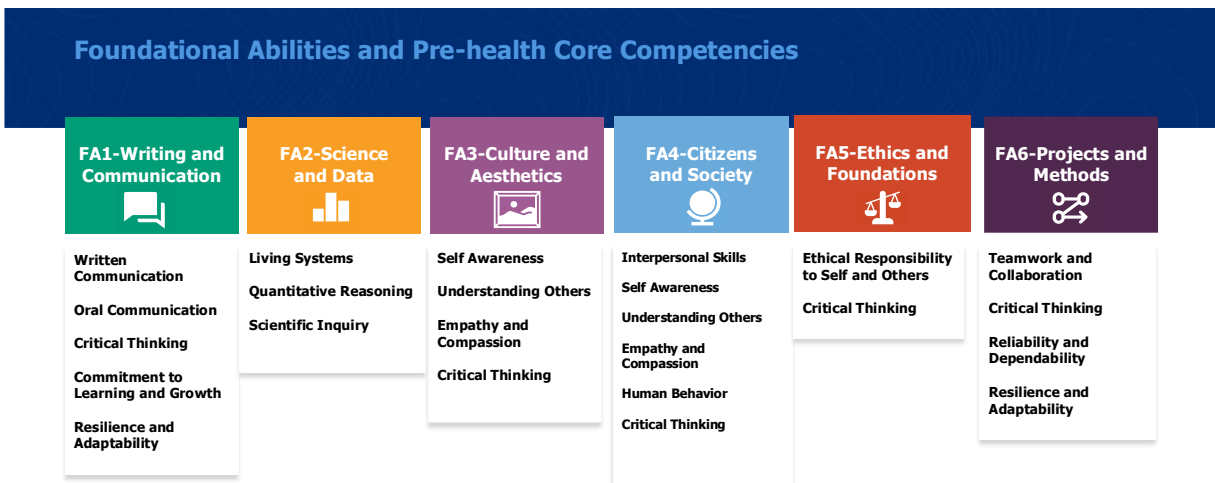 Foundational Abilities and Pre-health Core Competencies
FA1-Writing and
Communication
Written
Communication
Oral Communication
Critical Thinking
Commitment to
Learning and Growth
Resilience and
Adaptability
FA2-Science
and Data
Living Systems
Quantitative Reasoning
Scientific Inquiry
FA3-Culture and
Aesthetics
Self Awareness
Understanding Others
Empathy and
Compassion
Critical Thinking
FA4-Citizens
and Society
Interpersonal Skills
Self Awareness
Understanding Others
Empathy and
Compassion
Human Behavior
Critical Thinking
FA5-Ethics and
Foundations
Ethical Responsibility
to Self and Others
Critical Thinking
FA6-Projects and
Methods
Teamwork and
Collaboration
Critical Thinking
Reliability and
Dependability
Resilience and
Adaptability